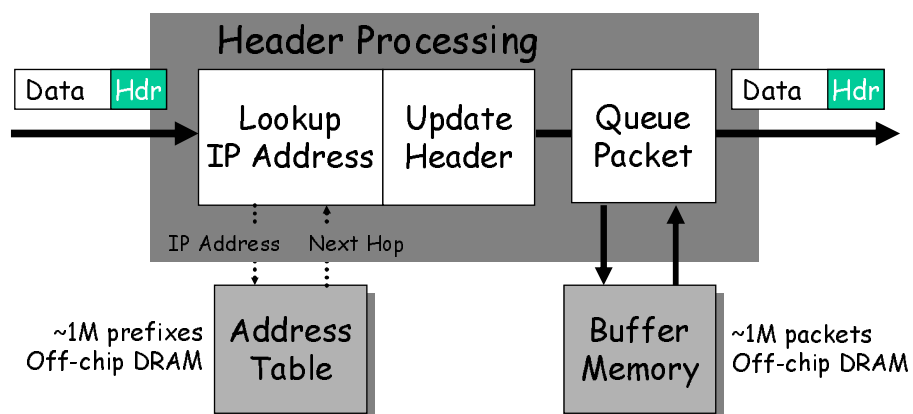 Header Processing
Data Hdr
Lookup
IP Address
Update
Header
Queue
Packet
Data Hdr
IP Address
Next Hop
~1M prefixes
Off-chip DRAM
Address
Table
Buffer
Memory
~1M packets
Off-chip DRAM